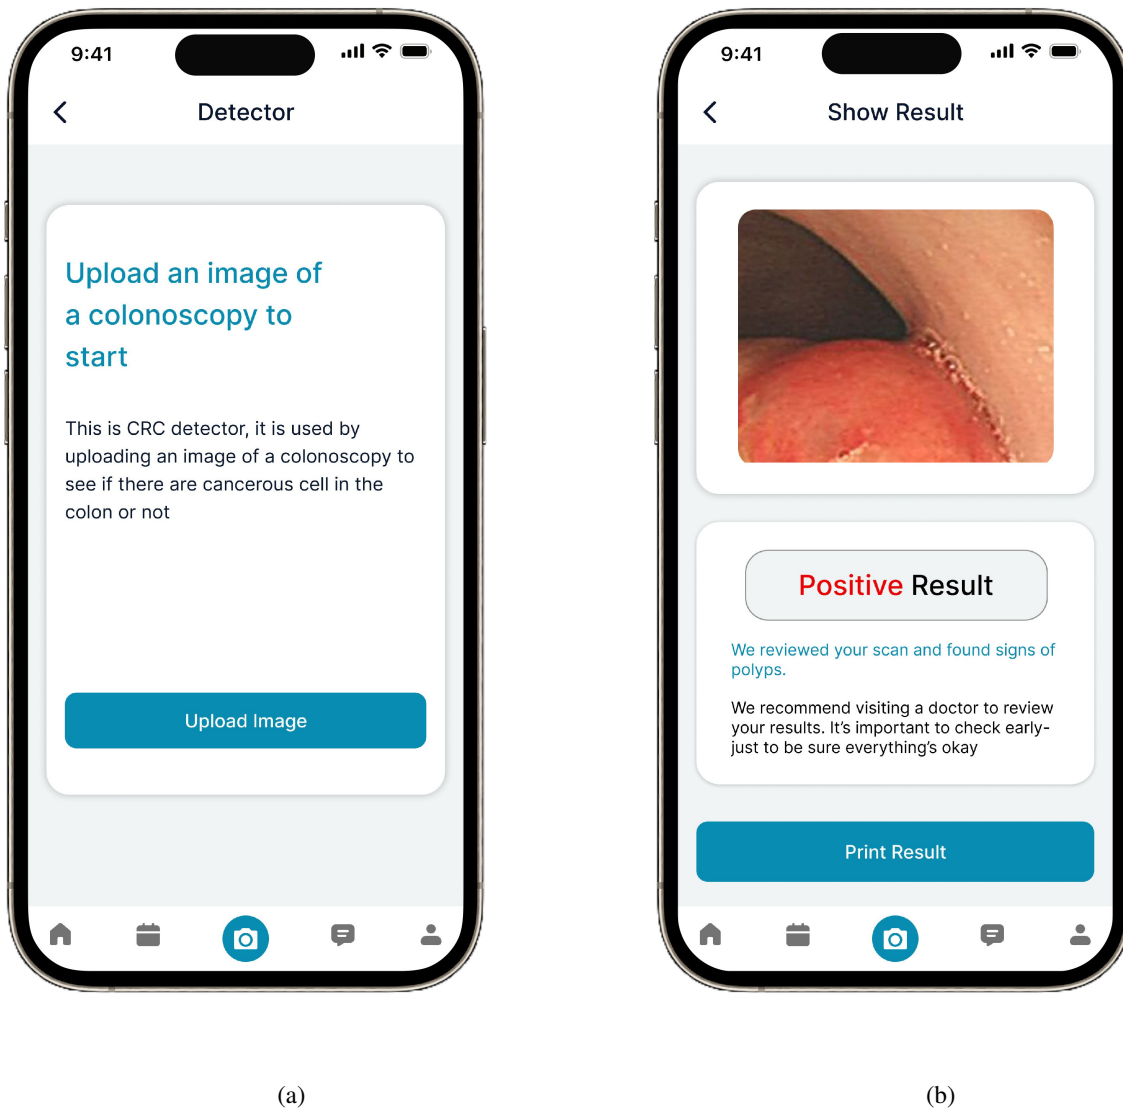 9:41
Detector
Upload an image of
a colonoscopy to
start
This is CRC detector, it is used by
uploading an image of a colonoscopy to
see if there are cancerous cell in the
colon or not
Upload Image
(a)
9:41
Show Result
Positive Result
We reviewed your scan and found signs of
polyps.
We recommend visiting a doctor to review
your results. It's important to check early-
just to be sure everything's okay
Print Result
(b)